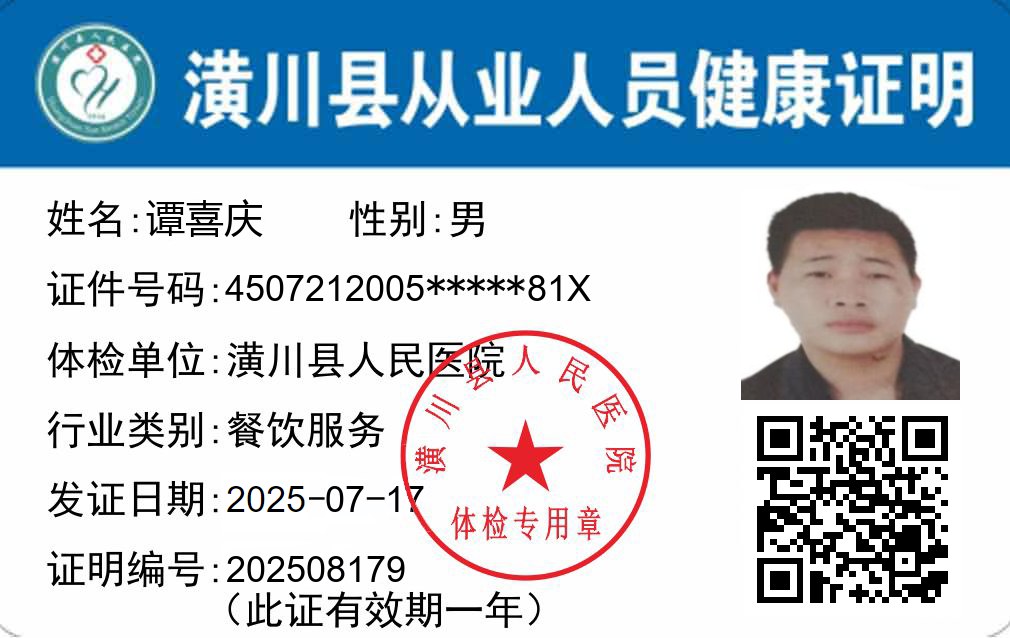 潢川县从业人员健康证明
姓名:谭喜庆 性别:男
证件号码:4507212005*****81X
体检单位:潢川县人民医院
行业类别:餐饮服务
发证日期:2025-07-17
证明编号:202508179
（此证有效期一年）
潢川县人民医院
体检专用章